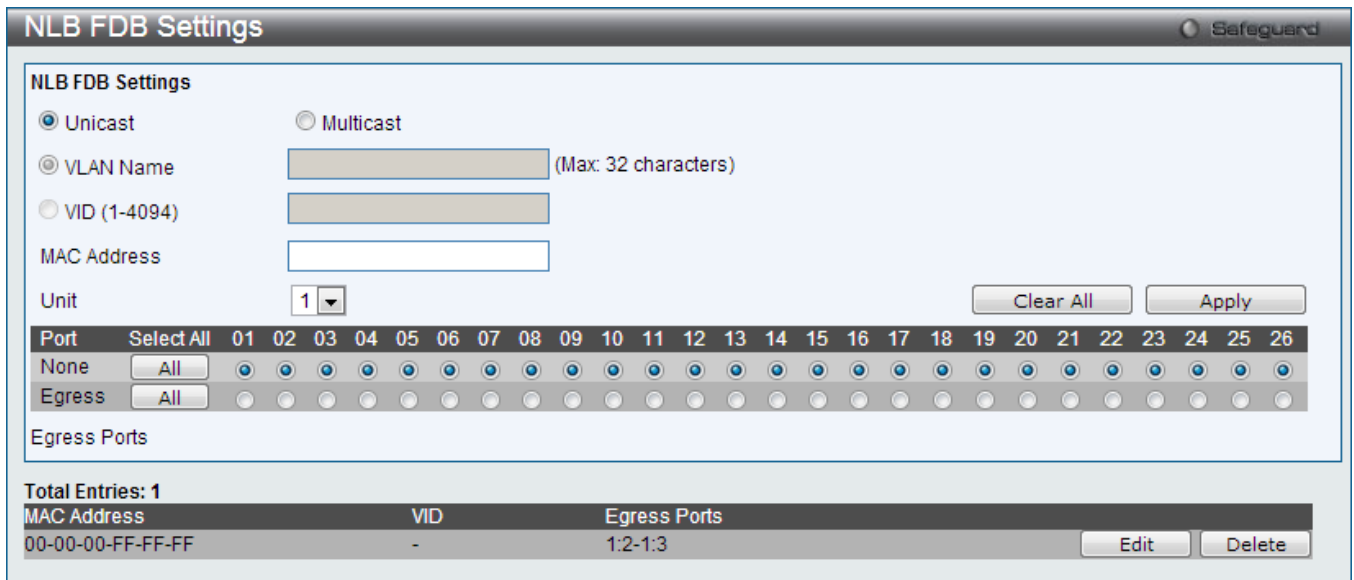 NLB FDB Settings Safeguard
NLB FDB Settings
Unicast Multicast
VLAN Name (Max: 32 characters)
VID (1-4094)
MAC Address
Unit 1 Clear All Apply
Port Select All 01 02 03 04 05 06 07 08 09 10 11 12 13 14 15 16 17 18 19 20 21 22 23 24 25 26
None All
Egress All
Egress Ports
Total Entries: 1
MAC Address VID Egress Ports
00-00-00-FF-FF-FF - 1:2-1:3 Edit Delete